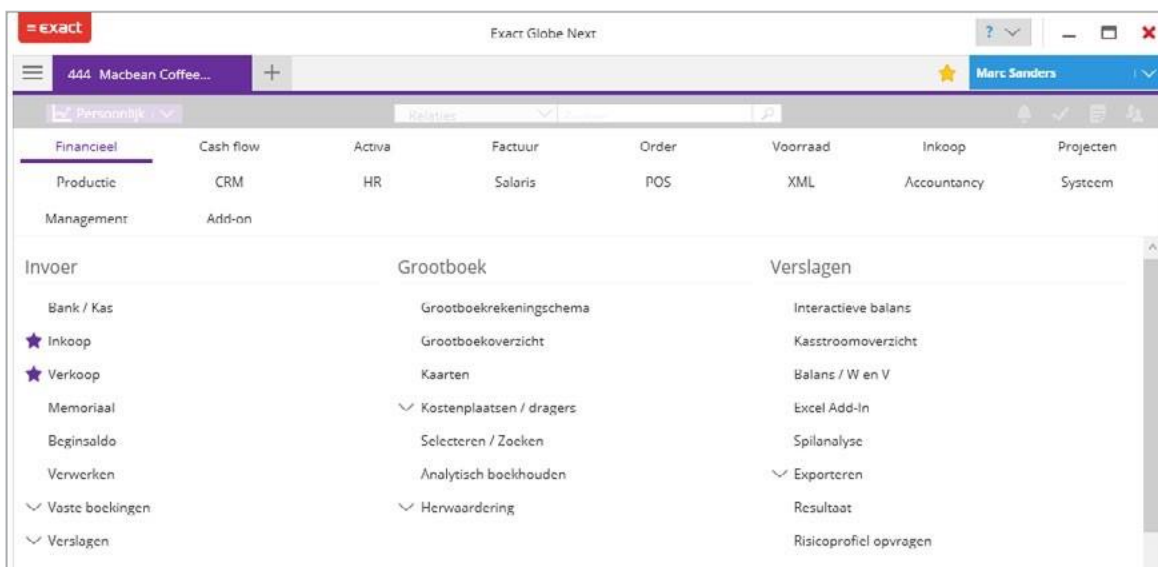 =exact
Exact Globe Next
?
444 Macbean Coffee...
+
Marc Sanders
Persoonlijk
Relaties
Financieel Cash flow Activa Factuur Order Voorraad Inkoop Projecten
Productie CRM HR Salaris POS XML Accountancy Systeem
Management Add-on
Invoer Grootboek Verslagen
Bank / Kas Grootboekrekeningschema Interactieve balans
Inkoop Grootboekoverzicht Kasstroomoverzicht
Verkoop Kaarten Balans / W en V
Memoriaal Kostenplaatsen / dragers Excel Add-In
Beginsaldo Selecteren / Zoeken Spilanalyse
Verwerken Analytisch boekhouden Exporteren
Vaste boekingen Herwaardering Resultaat
Verslagen Risicoprofiel opvragen